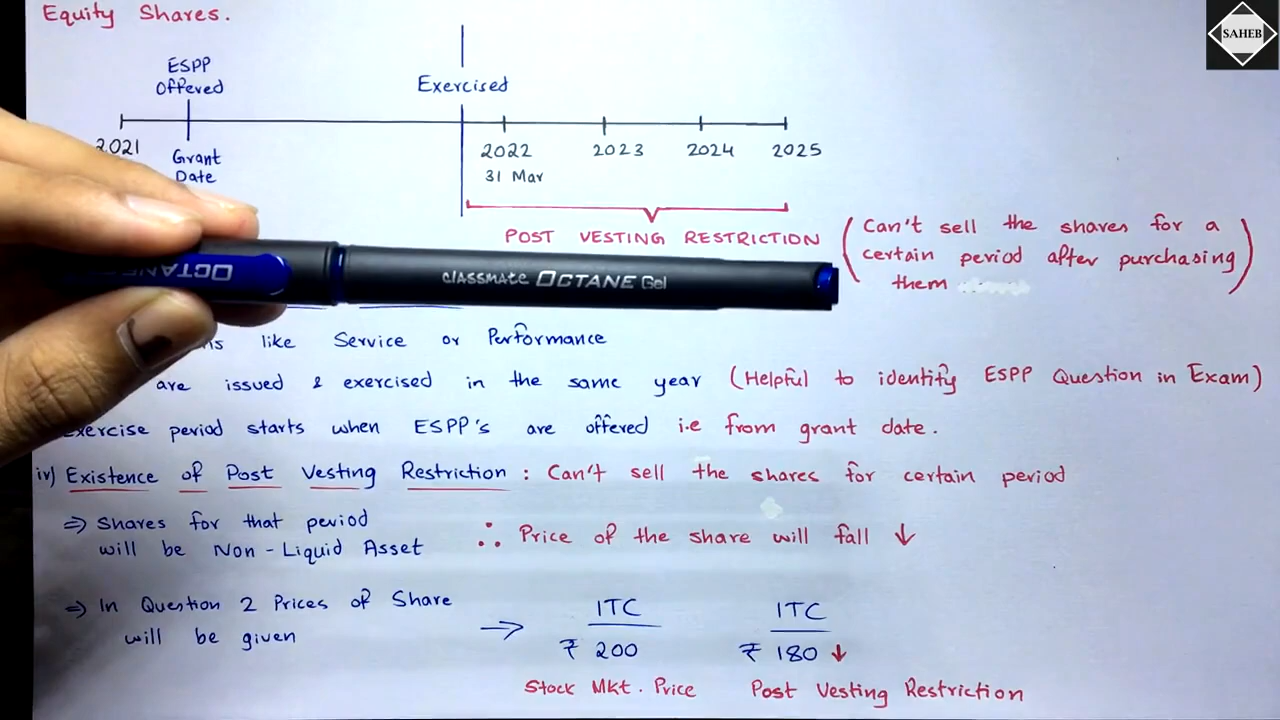 Equity Shares.
SAHEB
ESPP
Offered
Exercised
2021
Grant
Date
2022
31 Mar
2023
2024
2025
POST VESTING RESTRICTION
(Can't sell the shares for a
certain period after purchasing
them)
OCTANE
classmate OCTANE Gel
like Service or Performance
are issued & exercised in the same year (Helpful to identify ESPP Question in Exam)
Exercise period starts when ESPP's are offered i.e from grant date.
iv) Existence of Post Vesting Restriction : Can't sell the shares for certain period
⇒ Shares for that period
will be Non - Liquid Asset
∴ Price of the share will fall ↓
⇒ In Question 2 Prices of Share
will be given
→
ITC
₹ 200
Stock Mkt. Price
ITC
₹ 180 ↓
Post Vesting Restriction